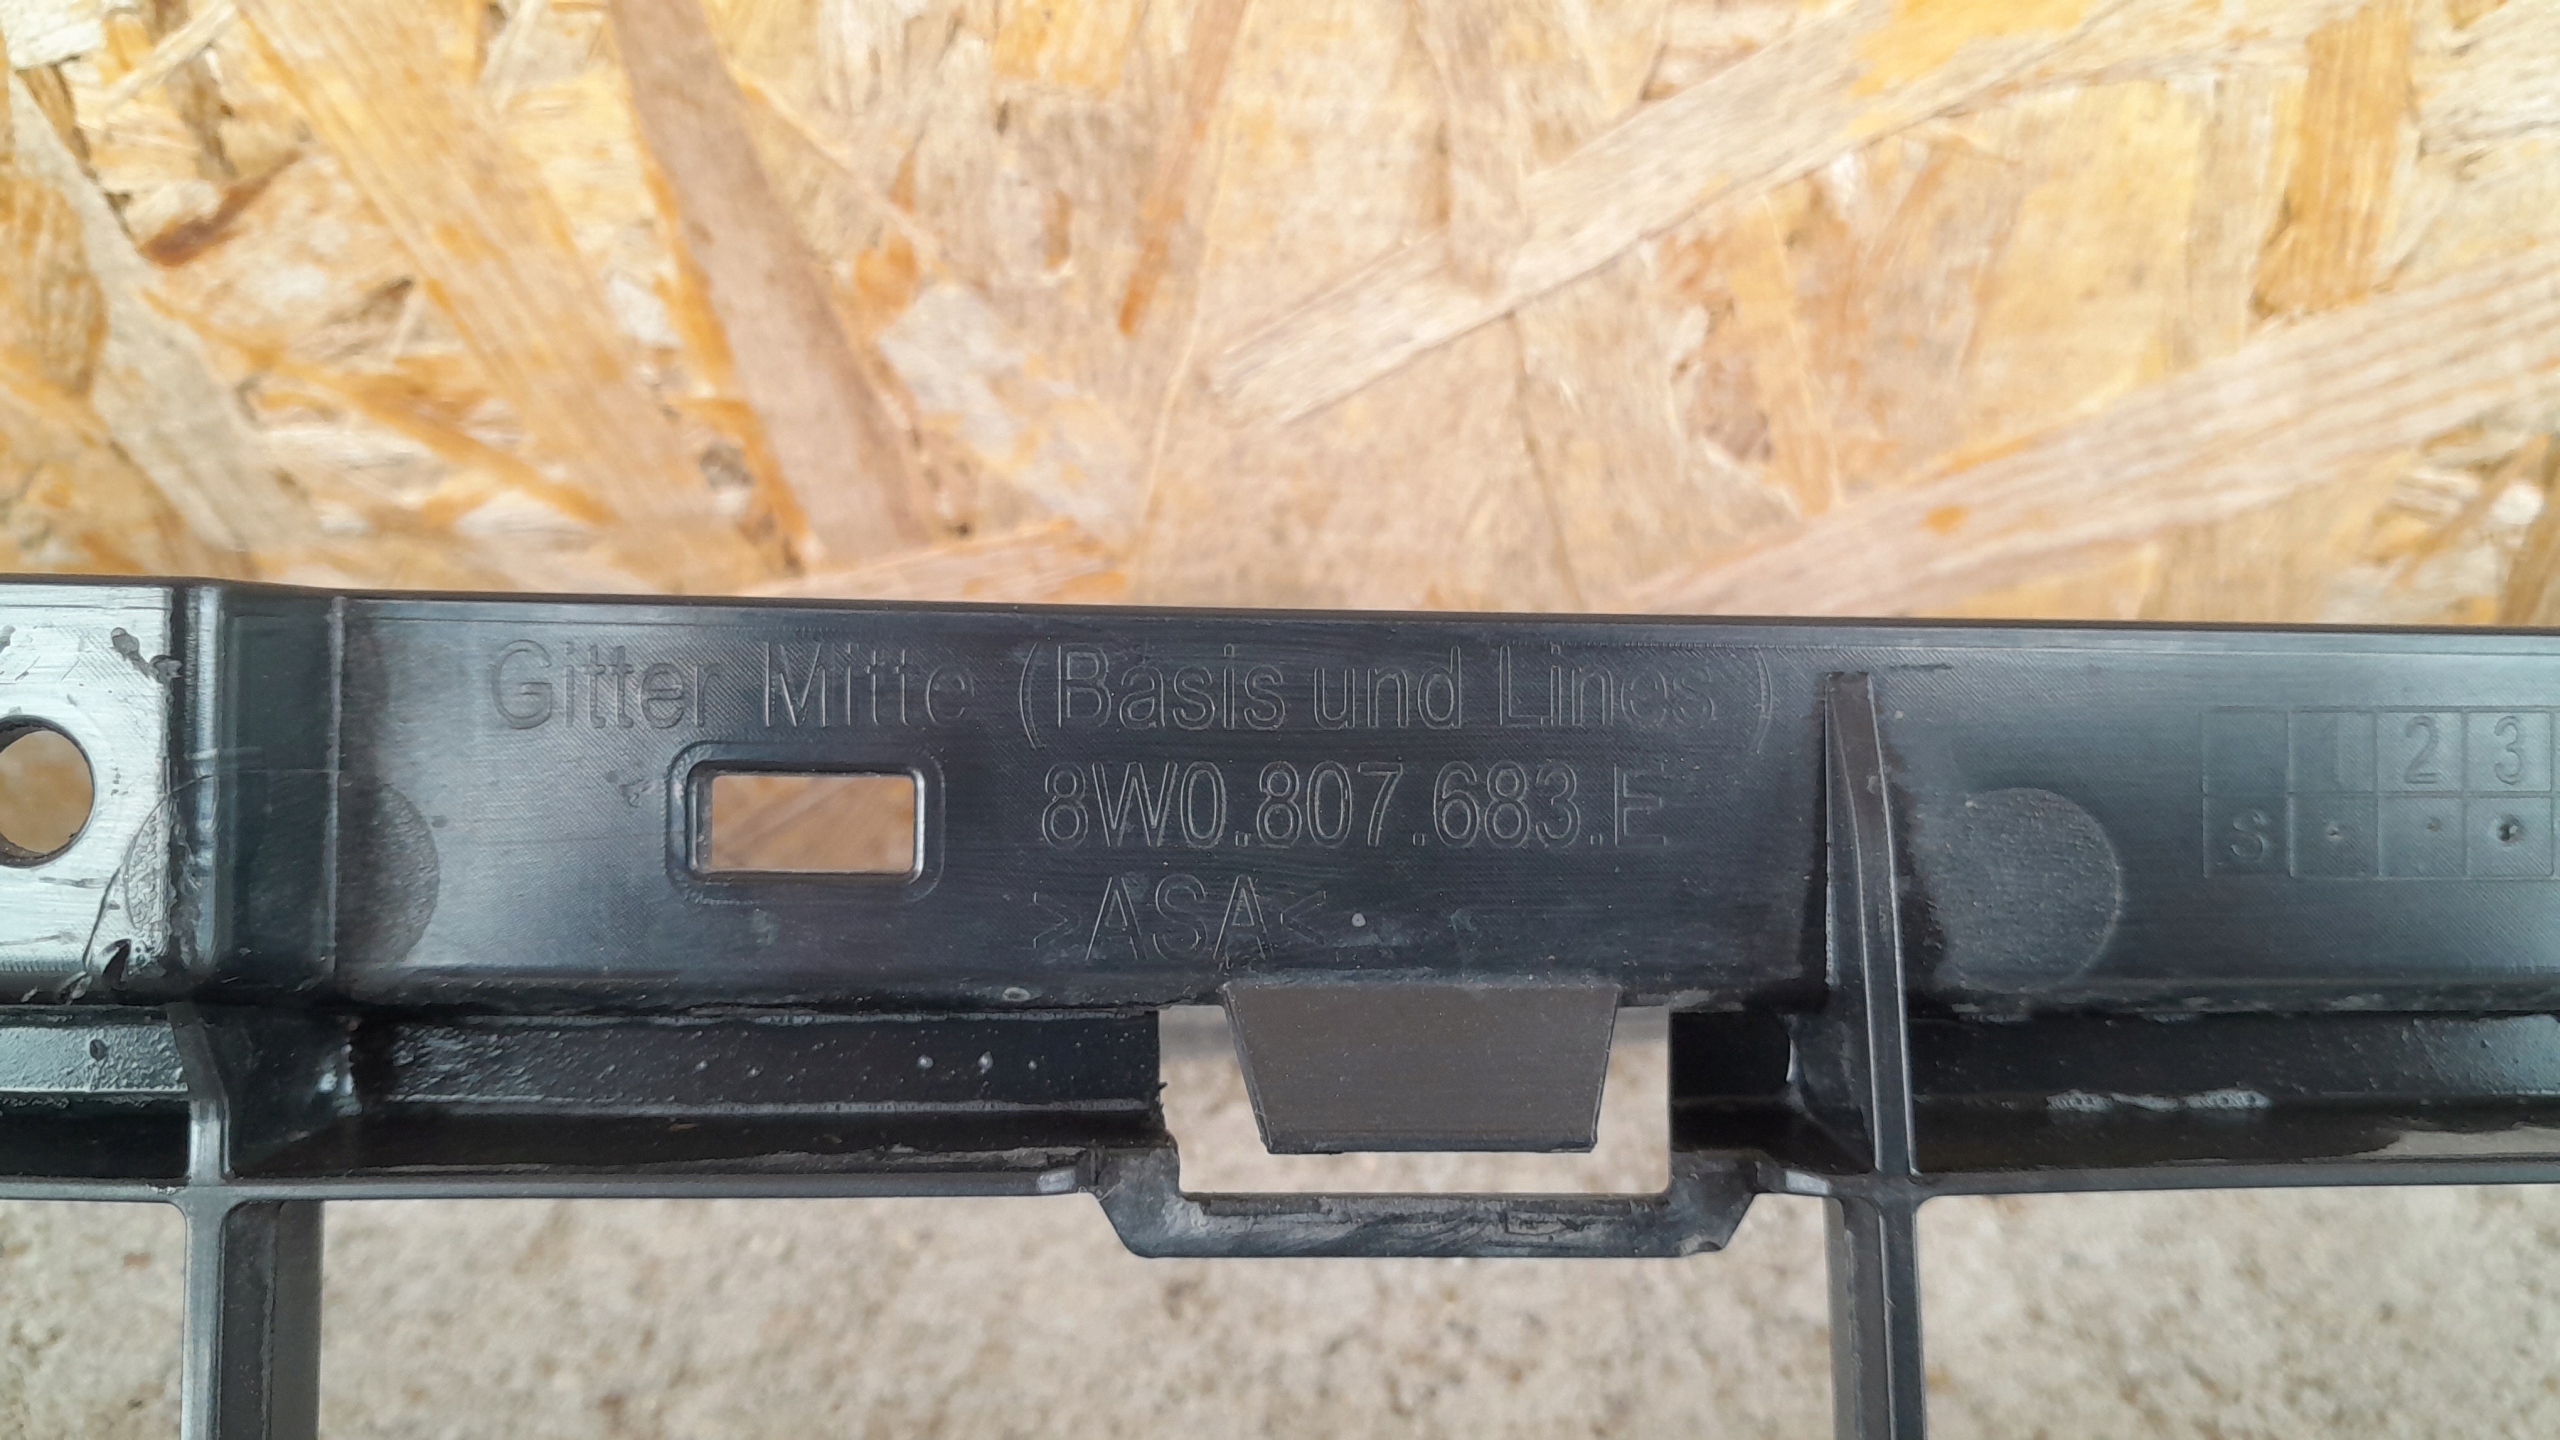 Gitter Mitte (Basis und Lines )
8W0.807.683.E
>ASA<
1 2 3
S